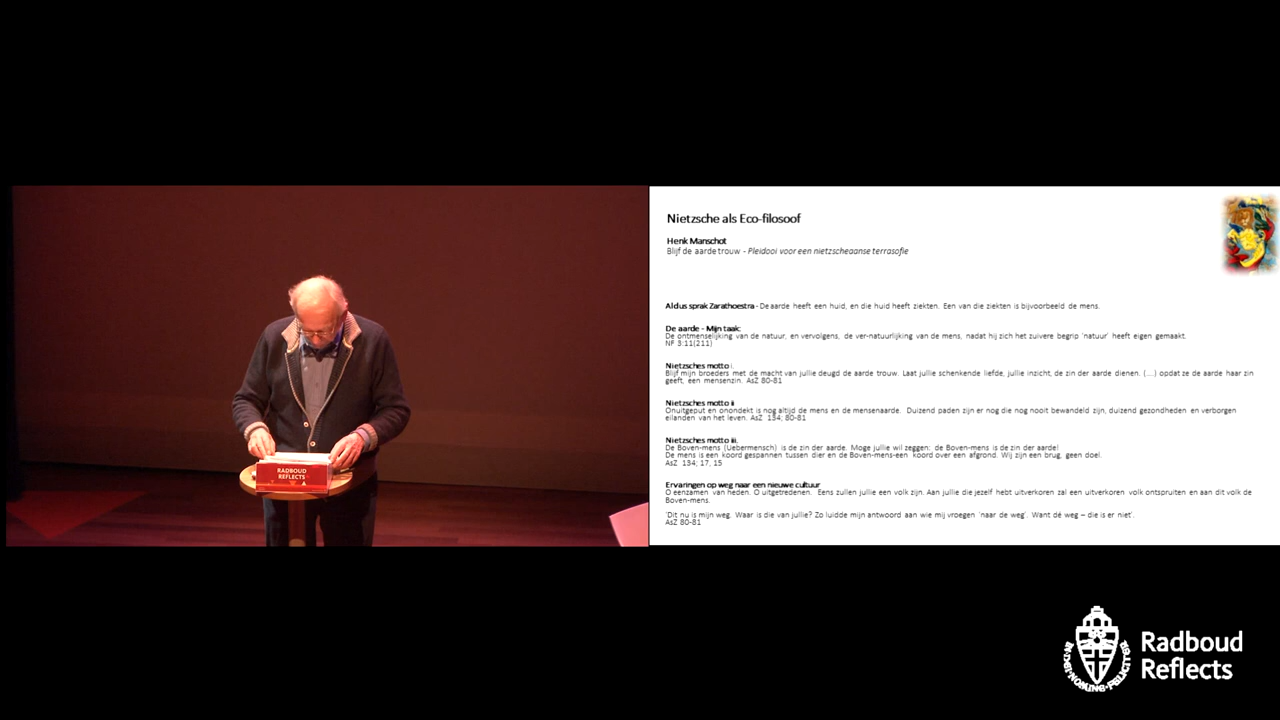 Nietzsche als Eco-filosoof
Henk Manschot
Blijf de aarde trouw - Pleidooi voor een nietzscheaanse terrasofie
Aldus sprak Zarathoestra - De aarde heeft een huid, en die huid heeft ziekten. Een van die ziekten is bijvoorbeeld de mens.
De aarde - Mijn taak:
De ontmenselijking van de natuur, en vervolgens, de ver-natuurlijking van de mens, nadat hij zich het zuivere begrip 'natuur' heeft eigen gemaakt.
NF 3:11(211)
Nietzsches motto i.
Blijf mijn broeders met de macht van jullie deugd de aarde trouw. Laat jullie schenkende liefde, jullie inzicht, de zin der aarde dienen. (....) opdat ze de aarde haar zin
geeft, een mensenzin. AsZ 80-81
Nietzsches motto ii
Onuitgeput en onondekt is nog altijd de mens en de mensenaarde. Duizend paden zijn er nog die nog nooit bewandeld zijn, duizend gezondheden en verborgen
eilanden van het leven. AsZ 134; 80-81
Nietzsches motto iii.
De Boven-mens (Uebermensch) is de zin der aarde. Moge jullie wil zeggen: de Boven-mens is de zin der aarde!
De mens is een koord gespannen tussen dier en de Boven-mens-een koord over een afgrond. Wij zijn een brug, geen doel.
AsZ 134; 17, 15
Ervaringen op weg naar een nieuwe cultuur
O eenzamen van heden. O uitgetredenen. Eens zullen jullie een volk zijn. Aan jullie die jezelf hebt uitverkoren zal een uitverkoren volk ontspruiten en aan dit volk de
Boven-mens.
'Dit nu is mijn weg. Waar is die van jullie? Zo luidde mijn antwoord aan wie mij vroegen 'naar de weg'. Want dé weg – die is er niet'.
AsZ 80-81
RADBOUD
REFLECTS
Radboud
Reflects